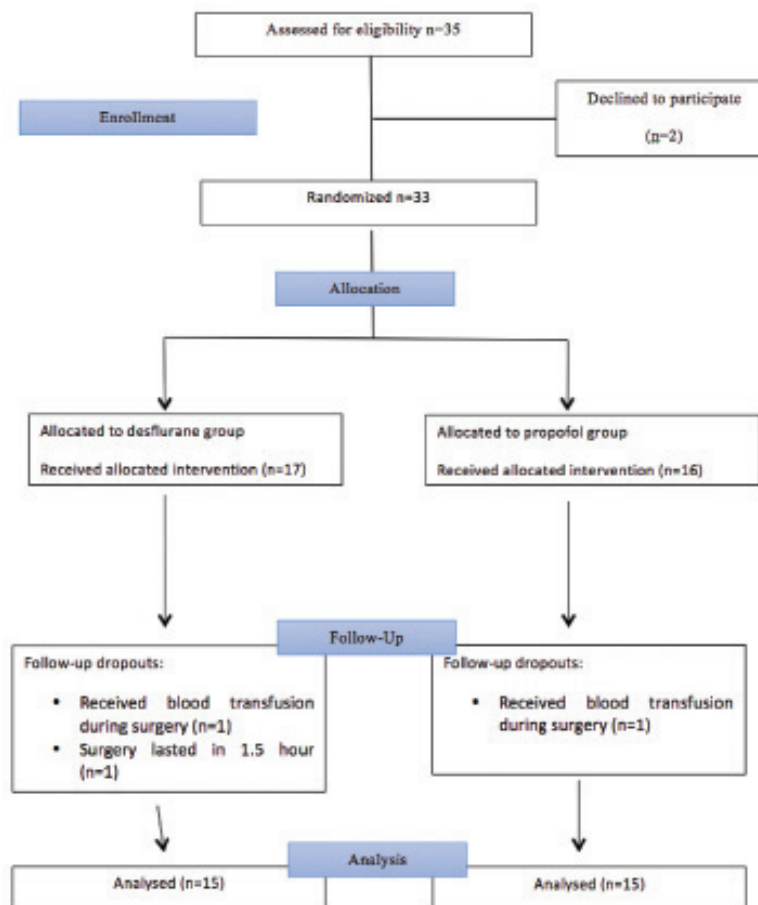 Assessed for eligibility n=35
Declined to participate
(n=2)
Enrollment
Randomized n=33
Allocation
Allocated to desflurane group
Received allocated intervention (n=17)
Allocated to propofol group
Received allocated intervention (n=16)
Follow-Up
Follow-up dropouts:
▪ Received blood transfusion
during surgery (n=1)
▪ Surgery lasted in 1.5 hour
(n=1)
Follow-up dropouts:
▪ Received blood transfusion
during surgery (n=1)
Analysis
Analysed (n=15)
Analysed (n=15)